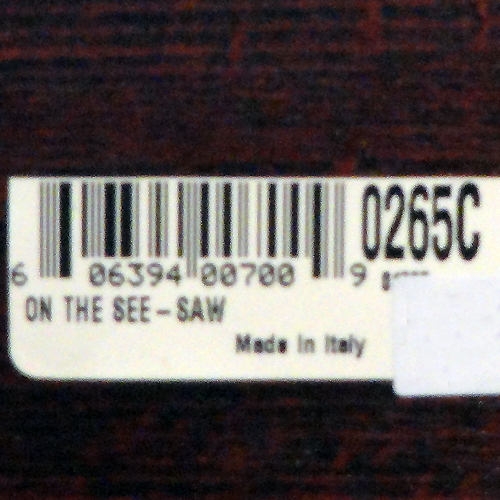 0265C
6 06394 00700 9
ON THE SEE-SAW
Made in Italy